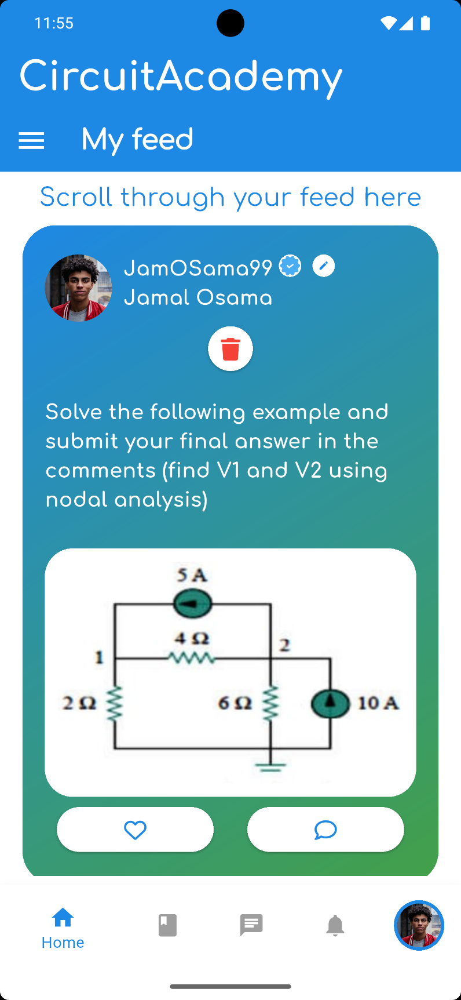 11:55
CircuitAcademy
My feed
Scroll through your feed here
JamOSama99
Jamal Osama
Solve the following example and
submit your final answer in the
comments (find V1 and V2 using
nodal analysis)
5 A
4 Ω
1
2
2 Ω
6 Ω
10 A
Home